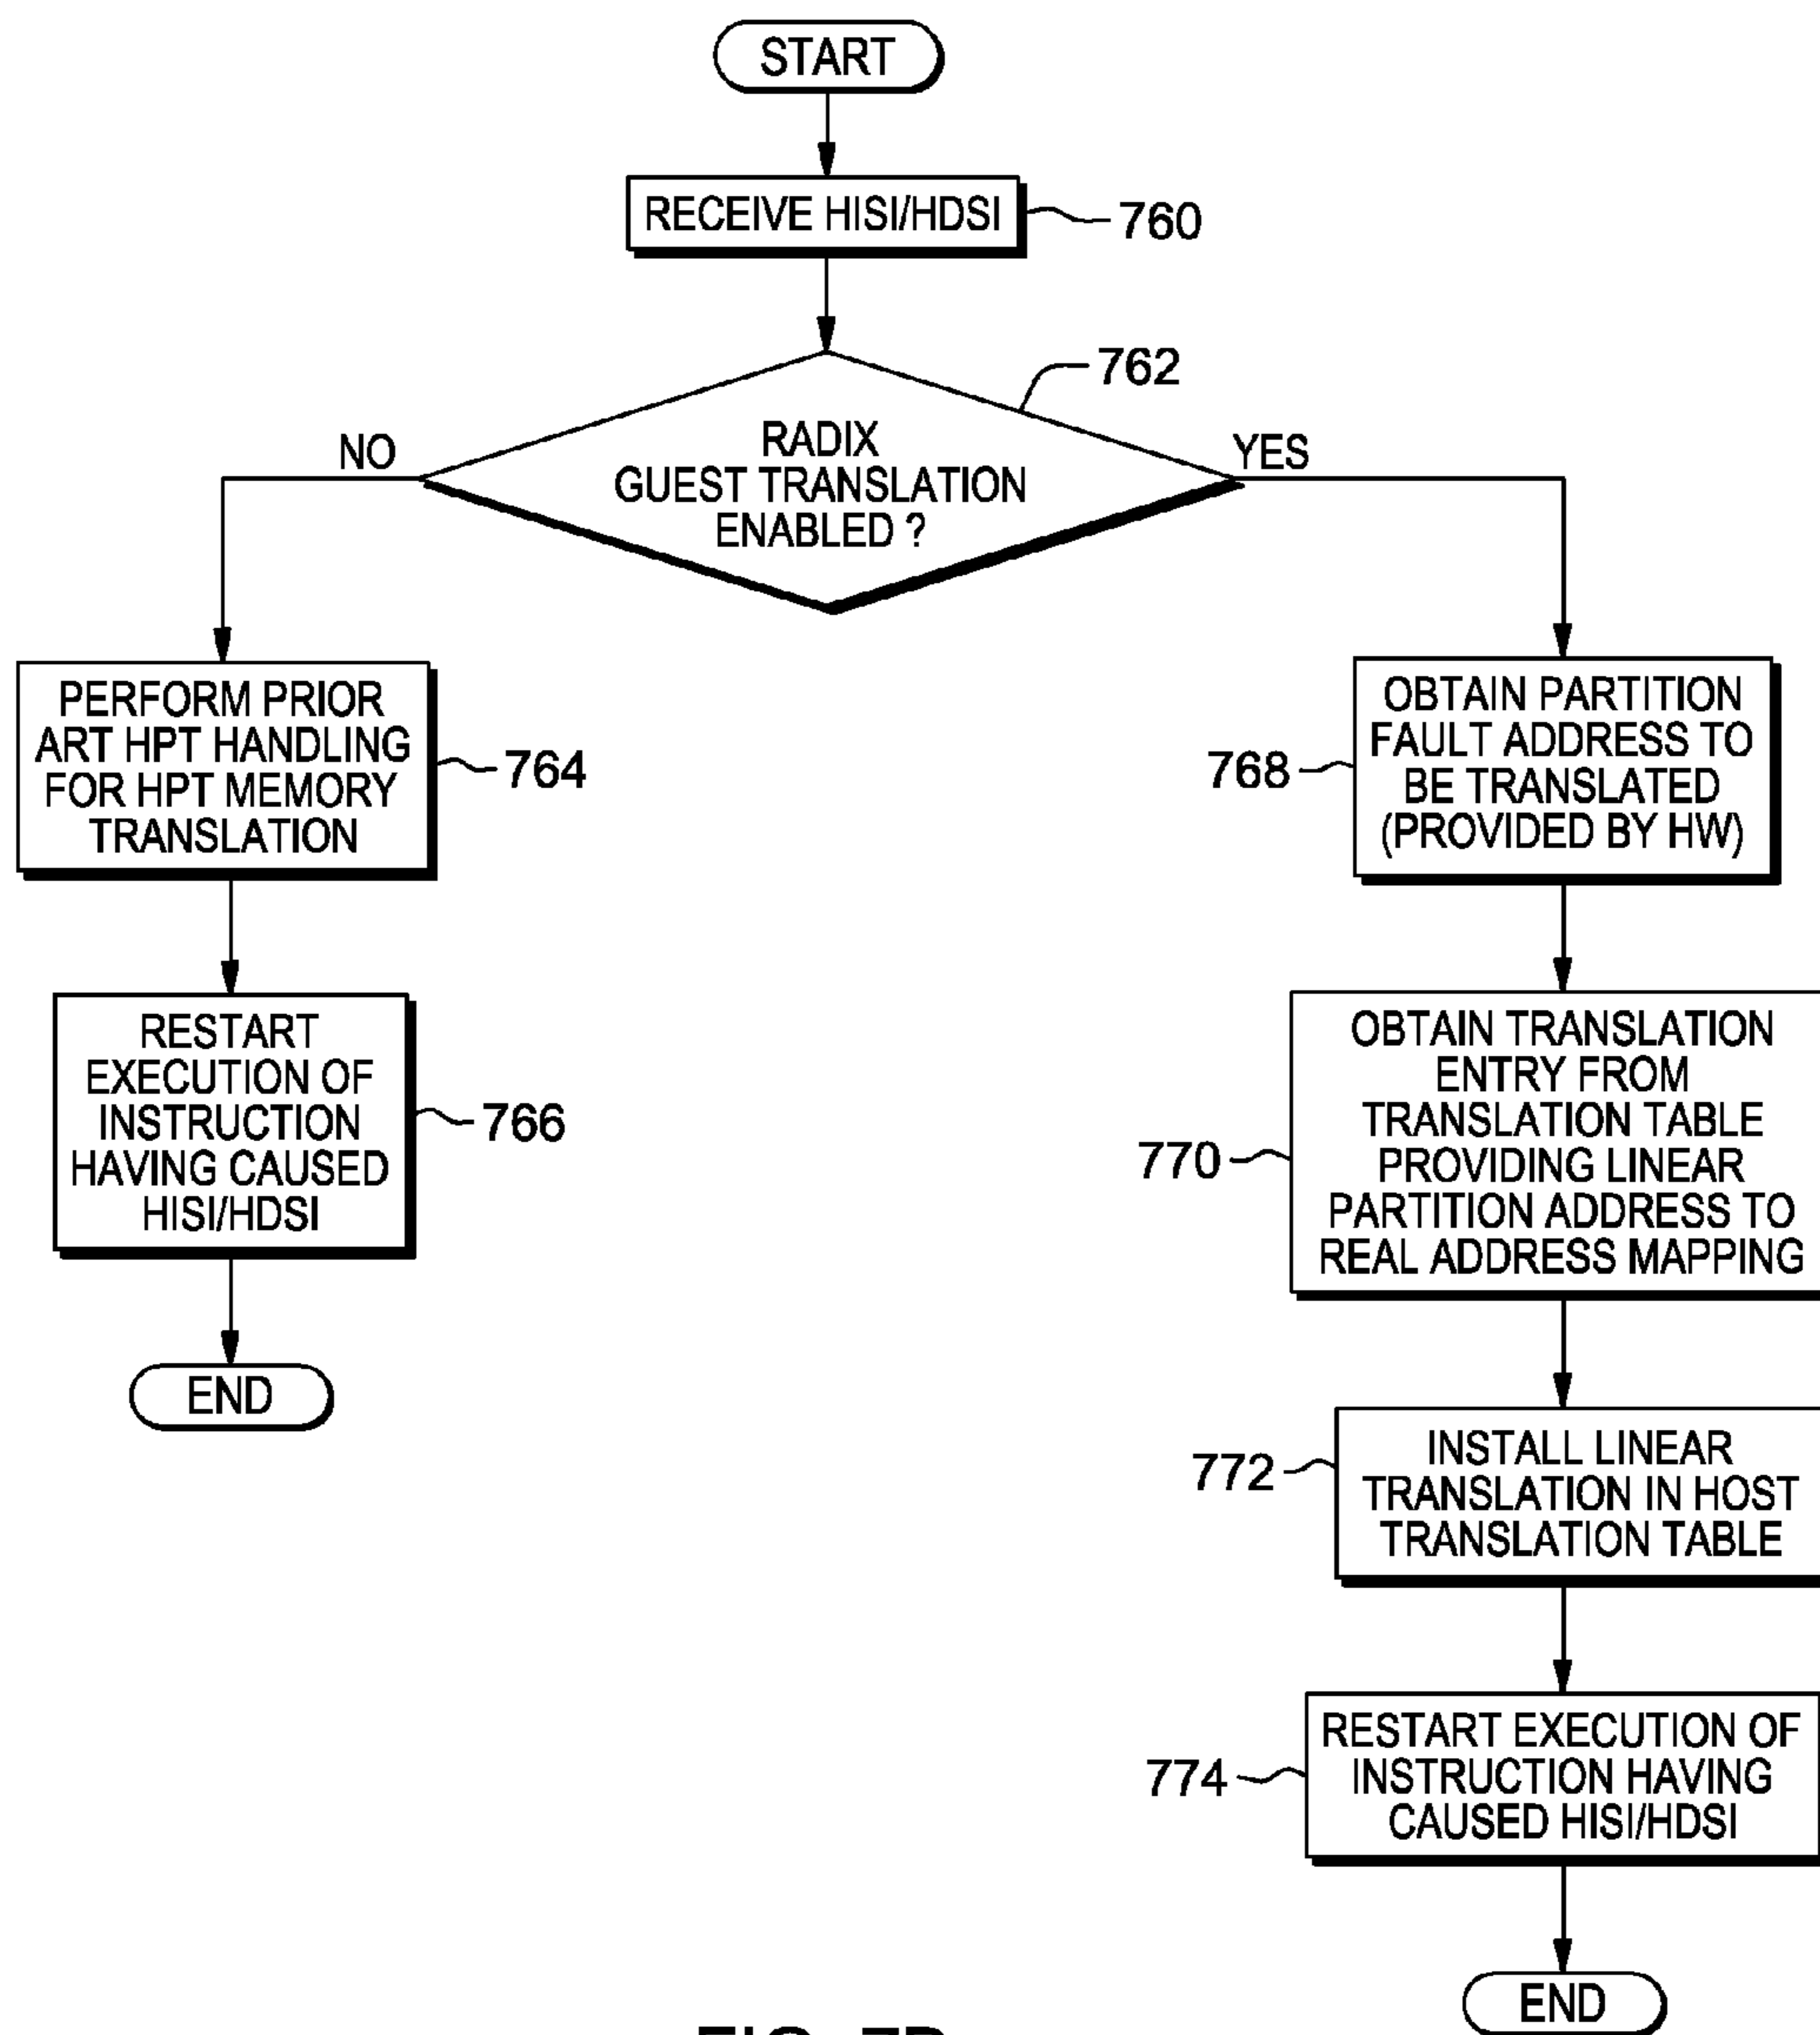 START
RECEIVE HISI/HDSI
760
762
RADIX
GUEST TRANSLATION
ENABLED ?
NO
YES
PERFORM PRIOR
ART HPT HANDLING
FOR HPT MEMORY
TRANSLATION
764
RESTART
EXECUTION OF
INSTRUCTION
HAVING CAUSED
HISI/HDSI
766
END
OBTAIN PARTITION
FAULT ADDRESS TO
BE TRANSLATED
(PROVIDED BY HW)
768
OBTAIN TRANSLATION
ENTRY FROM
TRANSLATION TABLE
PROVIDING LINEAR
PARTITION ADDRESS TO
REAL ADDRESS MAPPING
770
INSTALL LINEAR
TRANSLATION IN HOST
TRANSLATION TABLE
772
RESTART EXECUTION OF
INSTRUCTION HAVING
CAUSED HISI/HDSI
774
END